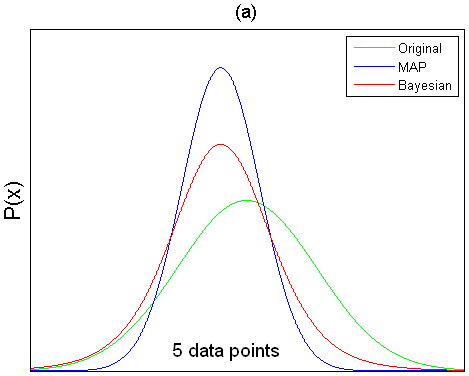 (a)
Original
MAP
Bayesian
P(x)
5 data points